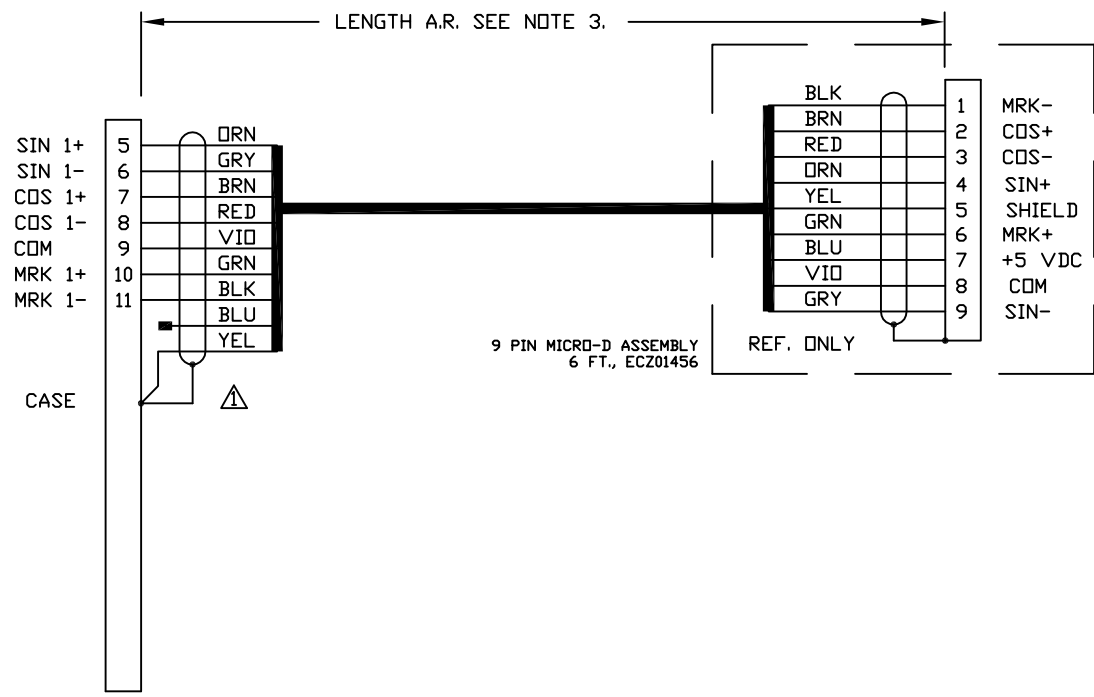 LENGTH A.R. SEE NOTE 3.
SIN 1+ 5 ORN
SIN 1- 6 GRY
COS 1+ 7 BRN
COS 1- 8 RED
COM 9 VIO
MRK 1+ 10 GRN
MRK 1- 11 BLK
BLU
YEL
CASE
1
BLK 1 MRK-
BRN 2 COS+
RED 3 COS-
ORN 4 SIN+
YEL 5 SHIELD
GRN 6 MRK+
BLU 7 +5 VDC
VIO 8 COM
GRY 9 SIN-
9 PIN MICRO-D ASSEMBLY
6 FT., ECZ01456
REF. ONLY